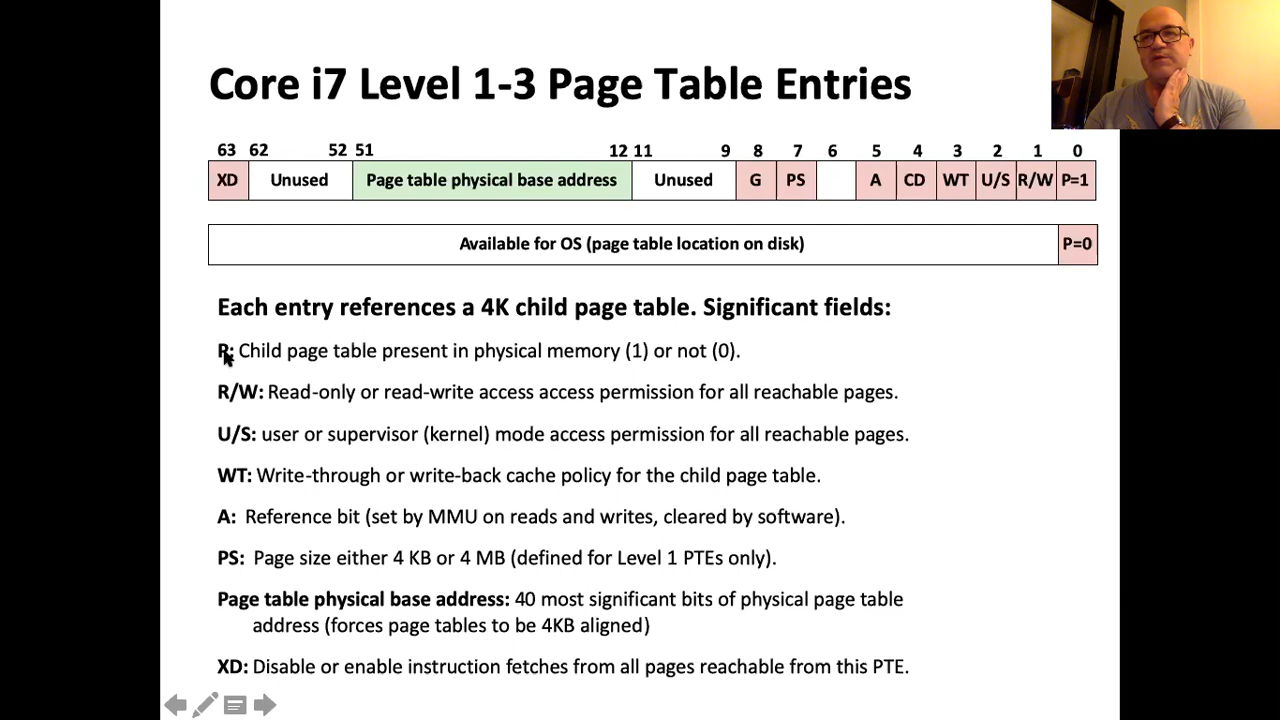 Core i7 Level 1-3 Page Table Entries
63 62 52 51 12 11 9 8 7 6 5 4 3 2 1 0
XD Unused Page table physical base address Unused G PS A CD WT U/S R/W P=1
Available for OS (page table location on disk) P=0
Each entry references a 4K child page table. Significant fields:
Child page table present in physical memory (1) or not (0).
R/W: Read-only or read-write access access permission for all reachable pages.
U/S: user or supervisor (kernel) mode access permission for all reachable pages.
WT: Write-through or write-back cache policy for the child page table.
A: Reference bit (set by MMU on reads and writes, cleared by software).
PS: Page size either 4 KB or 4 MB (defined for Level 1 PTEs only).
Page table physical base address: 40 most significant bits of physical page table
address (forces page tables to be 4KB aligned)
XD: Disable or enable instruction fetches from all pages reachable from this PTE.